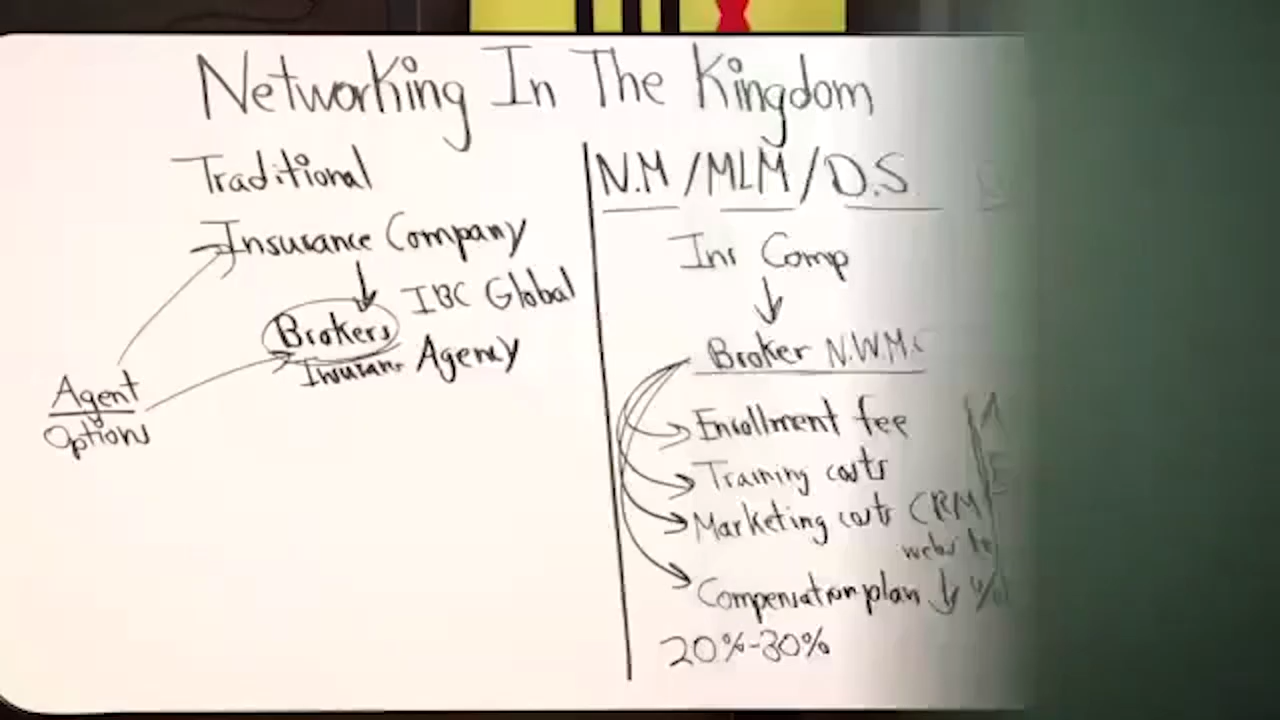 Networking In The Kingdom
Traditional
Insurance Company
Brokers IBC Global
Insurance Agency
Agent
Options
N.M / MLM / D.S.
Ins Comp
Broker N.W.M.
Enrollment fee
Training costs
Marketing costs CRM
website
Compensation plan
20%-30%